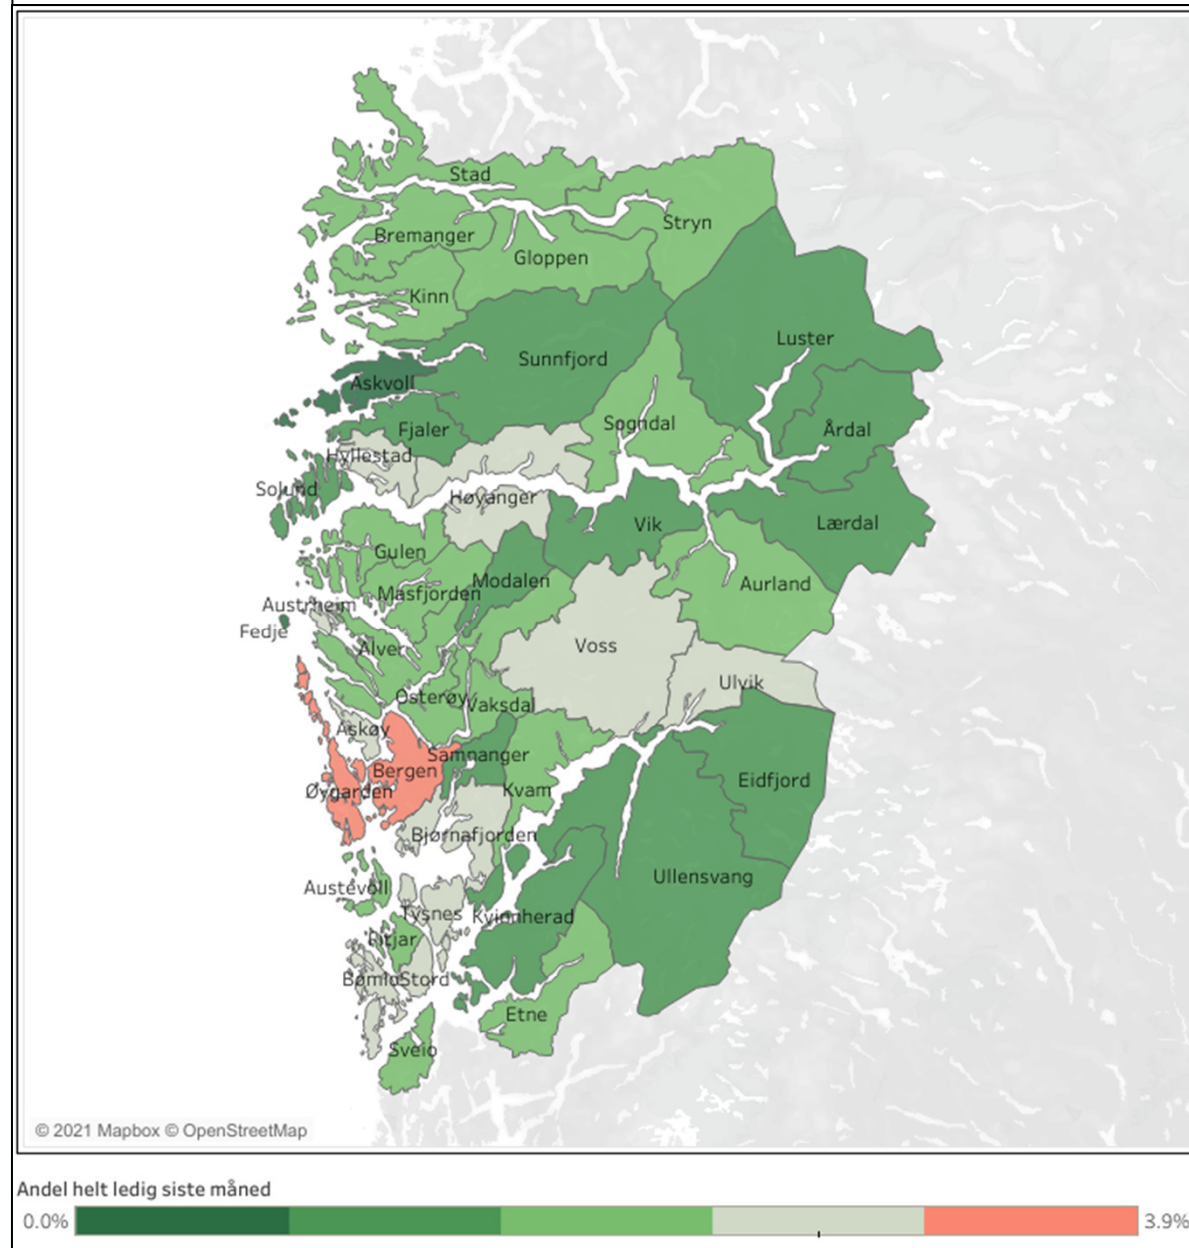 Stad
Stryn
Bremanger
Gloppen
Kinn
Luster
Sunnfjord
Askvoll
Sogndal
Fjaler
Årdal
Hyllestad
Solund
Høyanger
Lærdal
Vik
Gulen
Modalen
Aurland
Masfjorden
Austrheim
Fedje
Alver
Voss
Ulvik
Osterøy
Vaksdal
Askøy
Samnanger
Bergen
Eidfjord
Øygarden
Kvam
Bjørnafjorden
Ullensvang
Austevoll
Tysnes
Kvinnherad
Fitjar
Bømlo
Stord
Etne
Sveio
© 2021 Mapbox © OpenStreetMap
Andel helt ledig siste måned
0.0%
3.9%